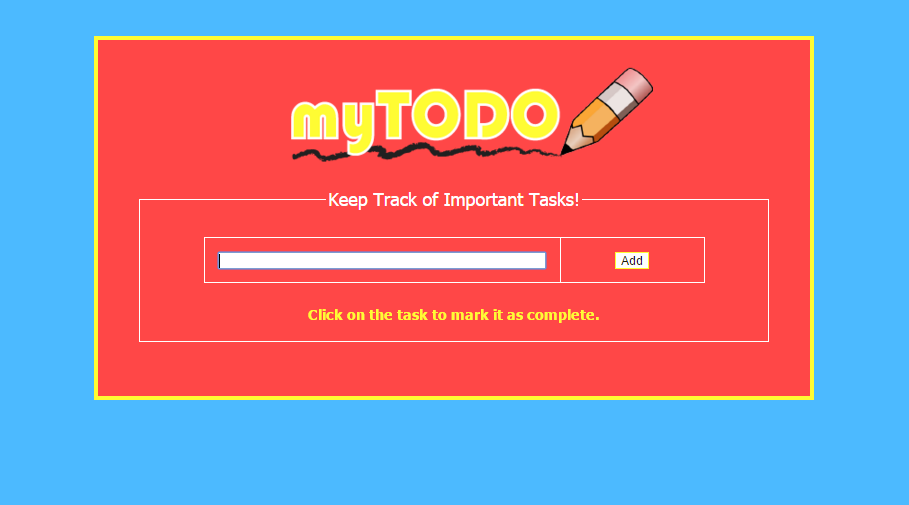 myTODO
Keep Track of Important Tasks!
Add
Click on the task to mark it as complete.